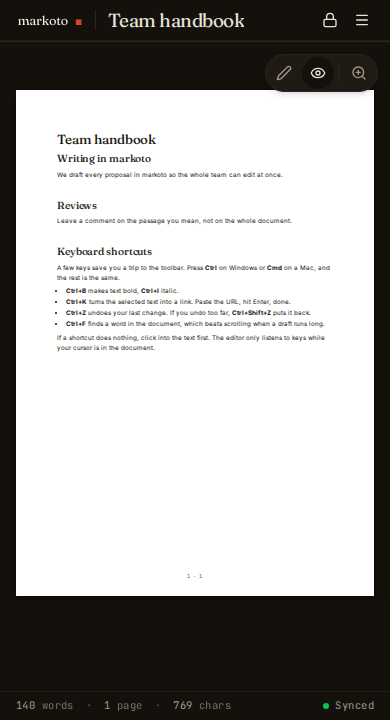 markoto
Team handbook
Team handbook
Writing in markoto
We draft every proposal in markoto so the whole team can edit at once.
Reviews
Leave a comment on the passage you mean, not on the whole document.
Keyboard shortcuts
A few keys save you a trip to the toolbar. Press Ctrl on Windows or Cmd on a Mac, and
the rest is the same.
• Ctrl+B makes text bold, Ctrl+I italic.
• Ctrl+K turns the selected text into a link. Paste the URL, hit Enter, done.
• Ctrl+Z undoes your last change. If you undo too far, Ctrl+Shift+Z puts it back.
• Ctrl+F finds a word in the document, which beats scrolling when a draft runs long.
If a shortcut does nothing, click into the text first. The editor only listens to keys while
your cursor is in the document.
1 - 1
140 words · 1 page · 769 chars
Synced